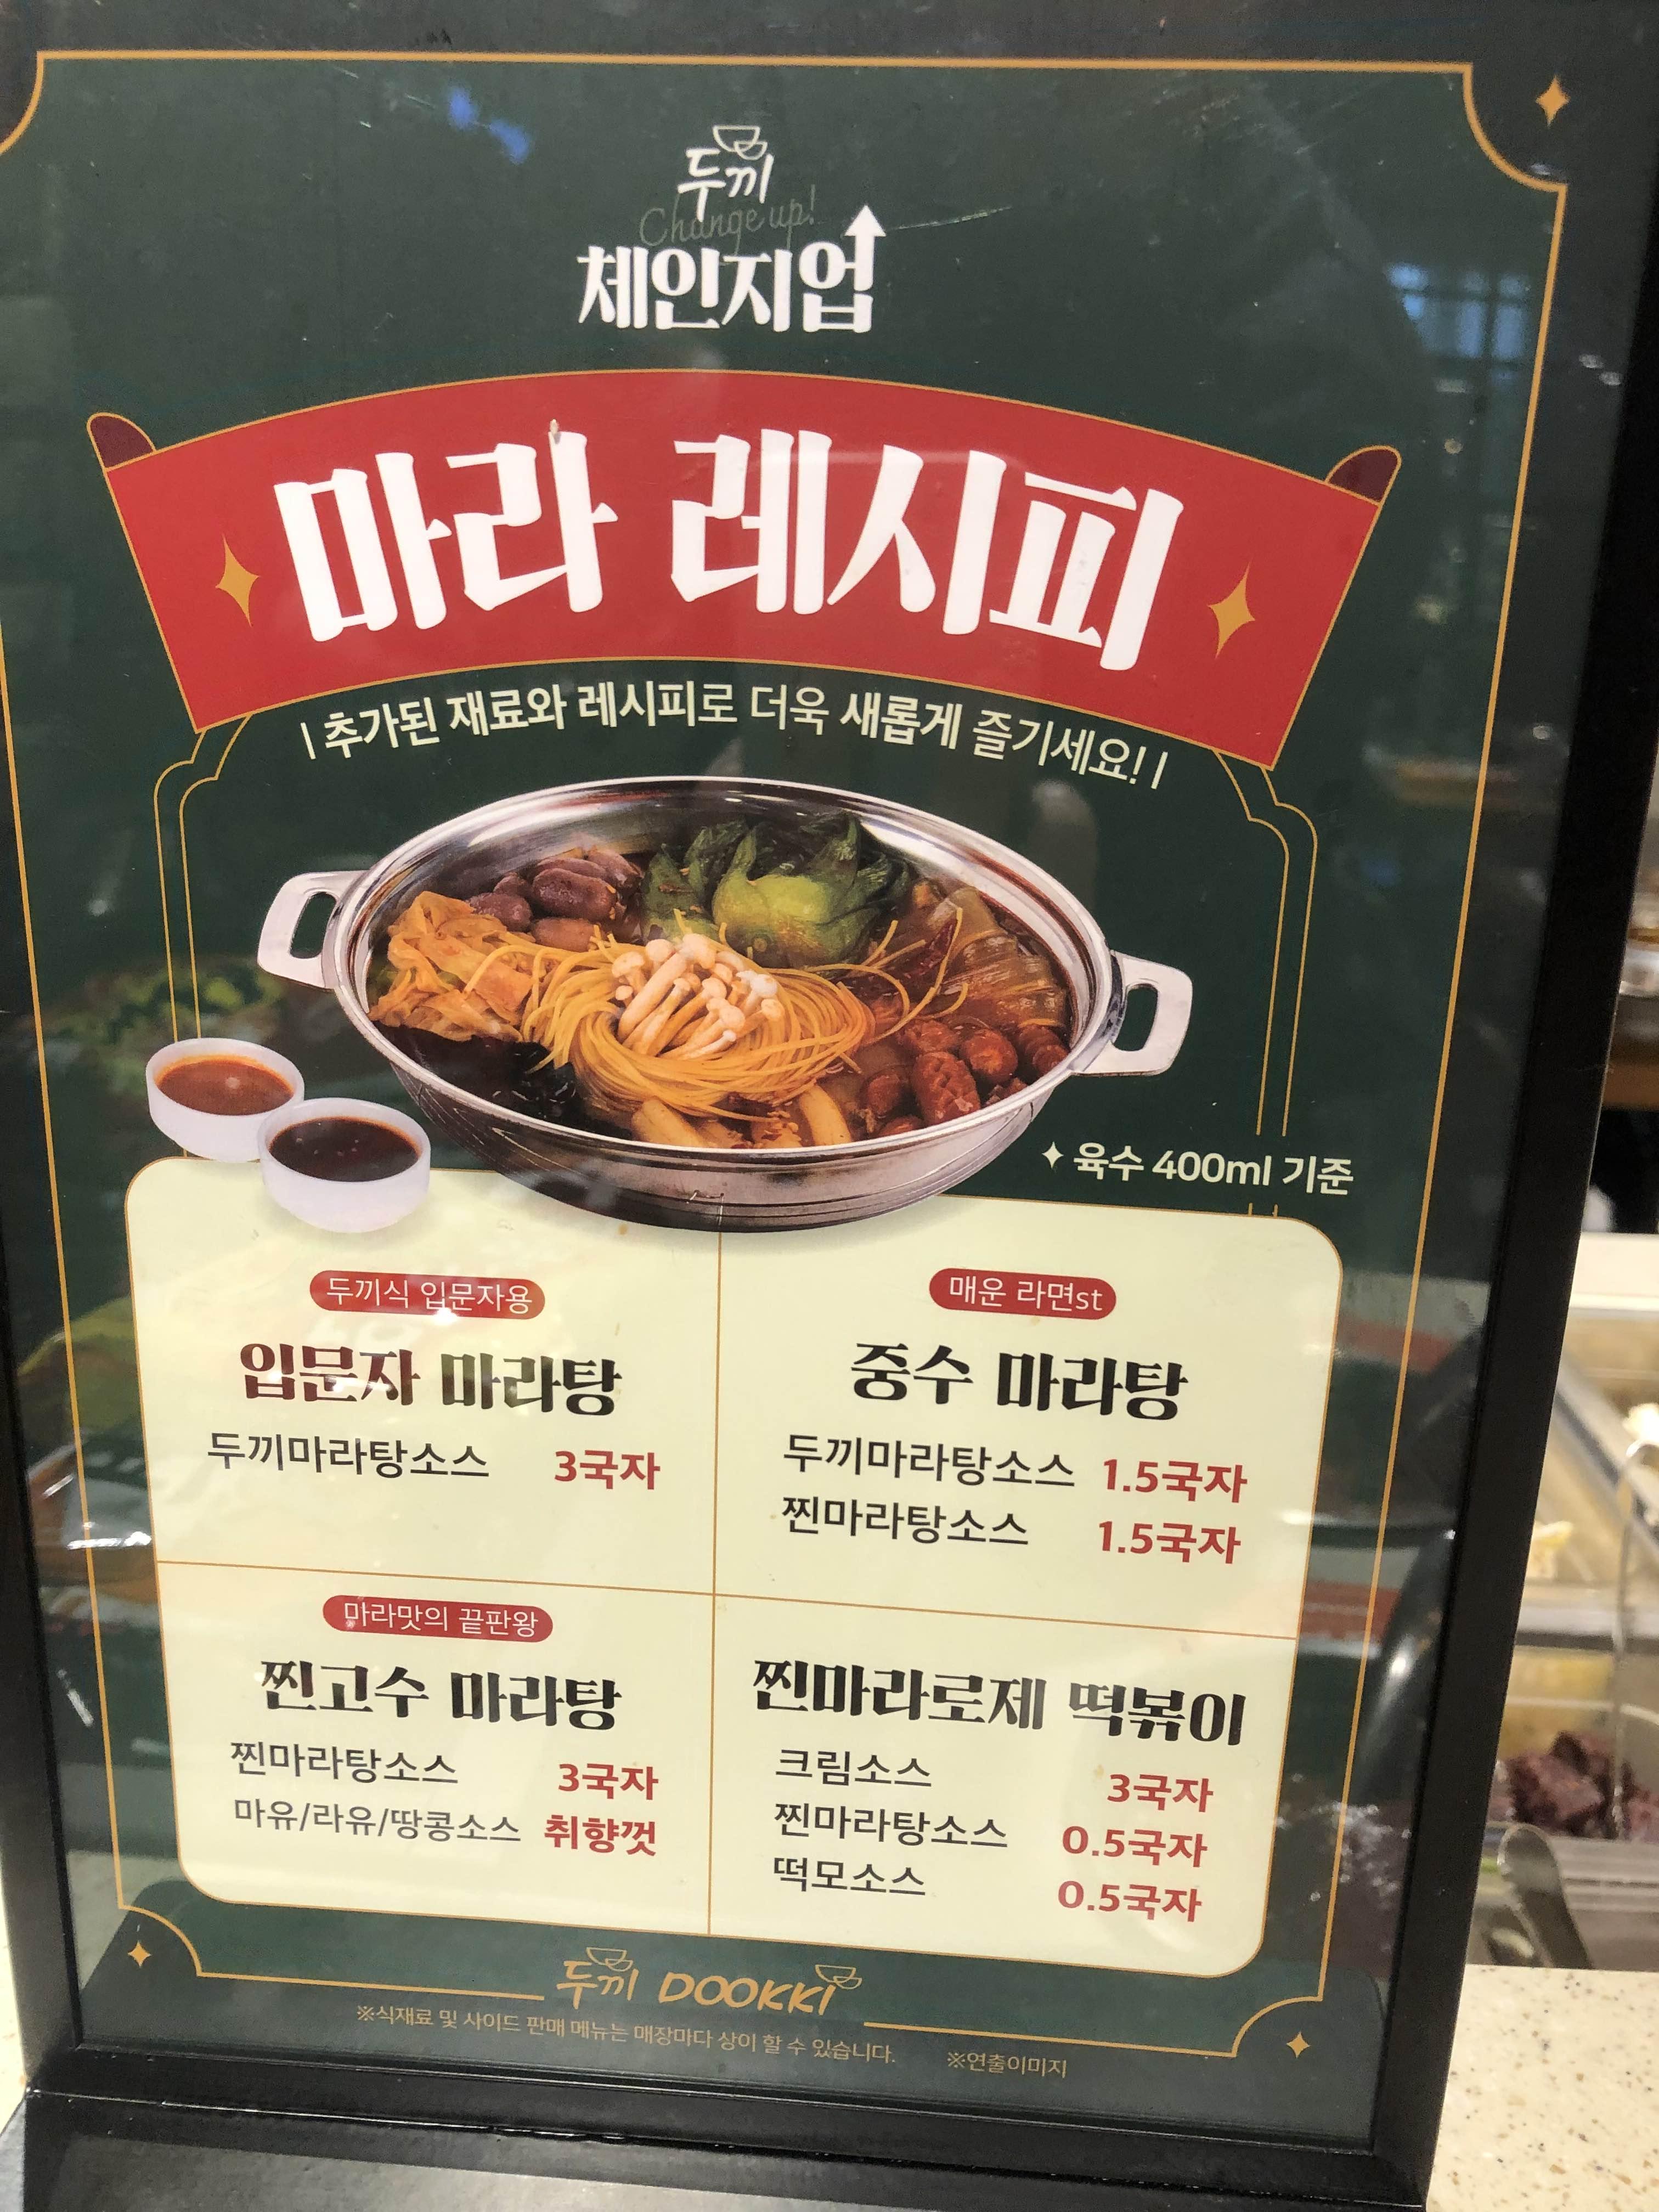 두끼
Change up!
체인지업
마라 레시피
| 추가된 재료와 레시피로 더욱 새롭게 즐기세요! |
육수 400ml 기준
두끼식 입문자용
입문자 마라탕
두끼마라탕소스 3국자
매운 라면st
중수 마라탕
두끼마라탕소스 1.5국자
찐마라탕소스 1.5국자
마라맛의 끝판왕
찐고수 마라탕
찐마라탕소스 3국자
마유/라유/땅콩소스 취향껏
찐마라로제 떡볶이
크림소스 3국자
찐마라탕소스 0.5국자
떡모소스 0.5국자
두끼 DOOKKI
※식재료 및 사이드 판매 메뉴는 매장마다 상이 할 수 있습니다. ※연출이미지